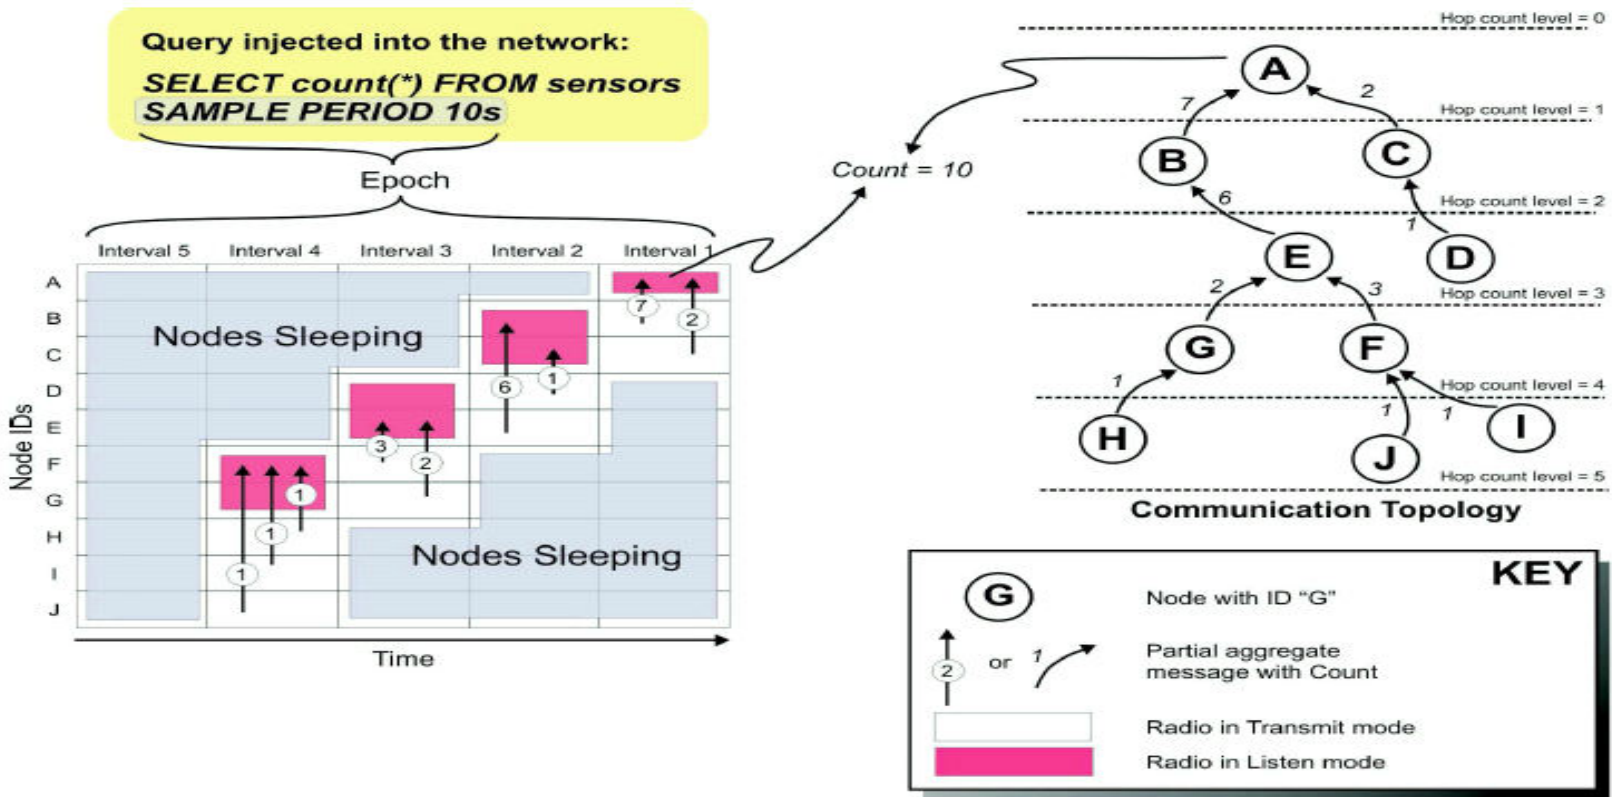 Query injected into the network:
SELECT count(*) FROM sensors
SAMPLE PERIOD 10s
Epoch
Interval 5 Interval 4 Interval 3 Interval 2 Interval 1
Node IDs
A
B
C
D
E
F
G
H
I
J
Nodes Sleeping
Nodes Sleeping
7
2
6
1
3
2
1
1
1
Time
Count = 10
Hop count level = 0
A
7
2
Hop count level = 1
B
C
6
1
Hop count level = 2
E
D
2
3
Hop count level = 3
G
F
1
1
1
Hop count level = 4
H
J
I
Hop count level = 5
Communication Topology
KEY
G
Node with ID “G”
2 or 1
Partial aggregate
message with Count
Radio in Transmit mode
Radio in Listen mode